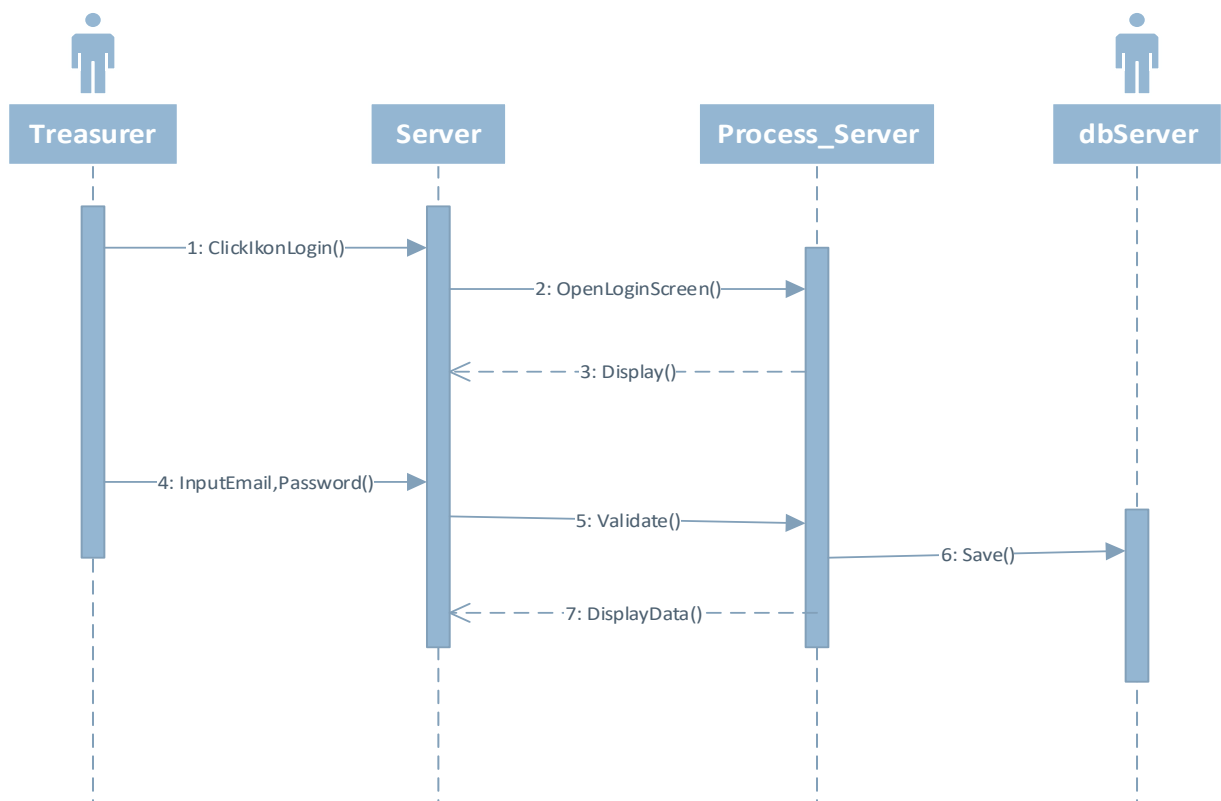 Treasurer
Server
Process_Server
dbServer
1: ClickIkonLogin()
2: OpenLoginScreen()
3: Display()
4: InputEmail,Password()
5: Validate()
6: Save()
7: DisplayData()